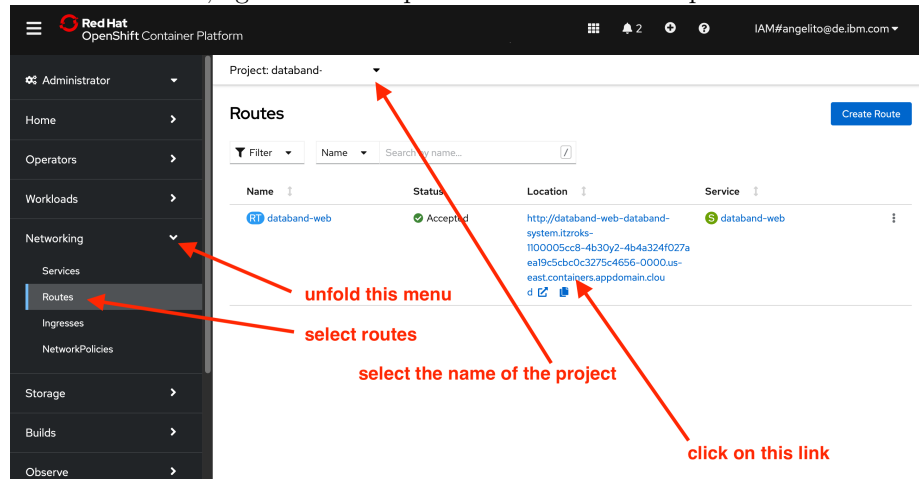 Red Hat
OpenShift Container Platform
2
IAM#angelito@de.ibm.com
Administrator
Home
Operators
Workloads
Networking
Services
Routes
Ingresses
NetworkPolicies
Storage
Builds
Observe
Project: databand-
Routes
Create Route
Filter
Name
Search by name...
/
Name
Status
Location
Service
RT databand-web
Accepted
http://databand-web-databand-
system.itzroks-
1100005cc8-4b30y2-4b4a324f027a
ea19c5cbc0c3275c4656-0000.us-
east.containers.appdomain.clou
d
S databand-web
unfold this menu
select routes
select the name of the project
click on this link